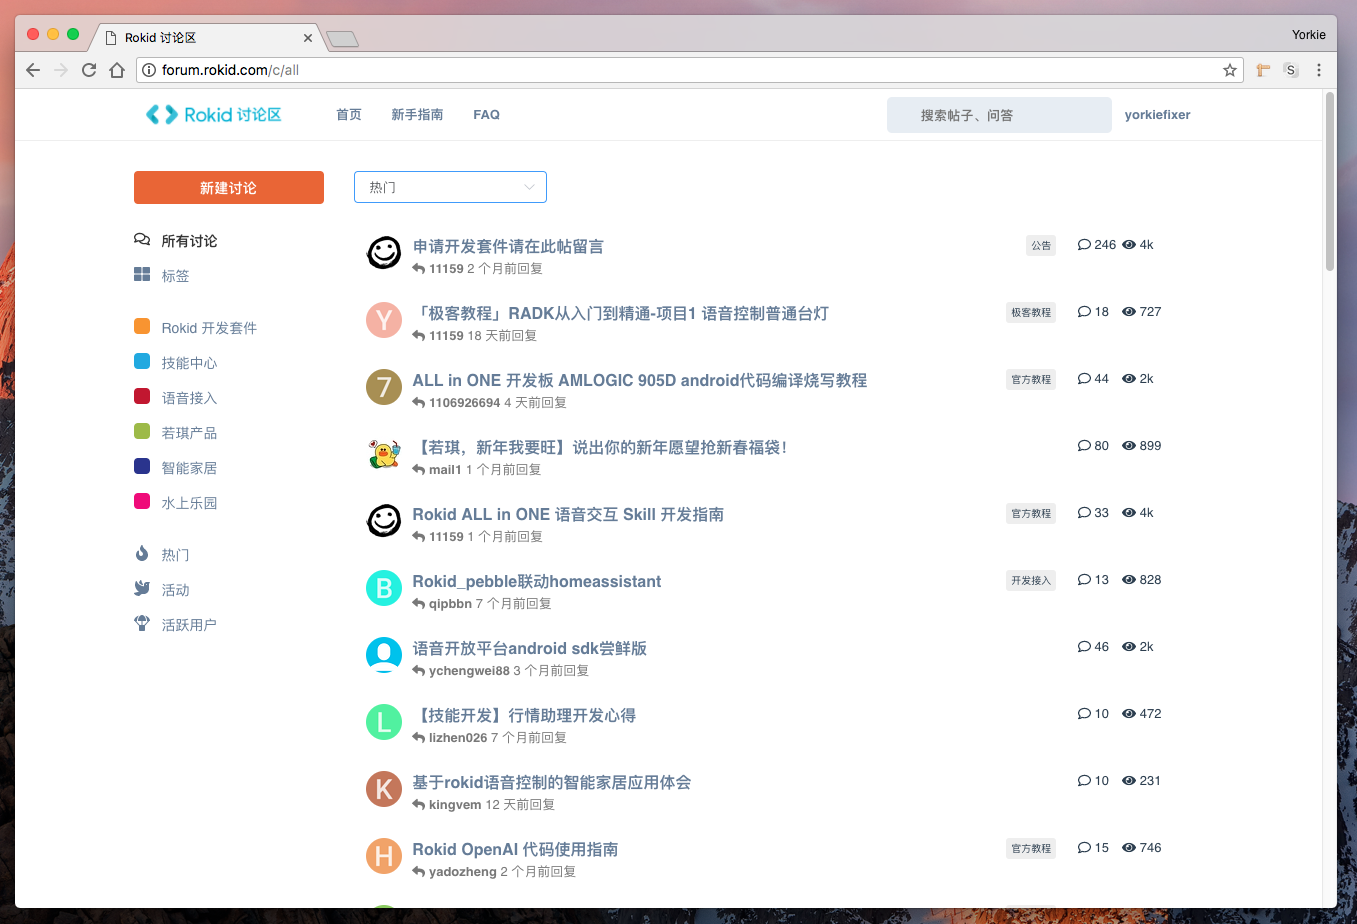 Rokid 讨论区
Yorkie
forum.rokid.com/c/all
S
Rokid 讨论区 首页 新手指南 FAQ 搜索帖子、问答 yorkiefixer
新建讨论 热门
所有讨论
标签
Rokid 开发套件
技能中心
语音接入
若琪产品
智能家居
水上乐园
热门
活动
活跃用户
申请开发套件请在此帖留言 公告 246 4k
11159 2 个月前回复
Y
「极客教程」RADK从入门到精通-项目1 语音控制普通台灯 极客教程 18 727
11159 18 天前回复
7
ALL in ONE 开发板 AMLOGIC 905D android代码编译烧写教程 官方教程 44 2k
1106926694 4 天前回复
【若琪，新年我要旺】说出你的新年愿望抢新春福袋！ 80 899
mail1 1 个月前回复
Rokid ALL in ONE 语音交互 Skill 开发指南 官方教程 33 4k
11159 1 个月前回复
B
Rokid_pebble联动homeassistant 开发接入 13 828
qipbbn 7 个月前回复
语音开放平台android sdk尝鲜版 46 2k
ychengwei88 3 个月前回复
L
【技能开发】行情助理开发心得 10 472
lizhen026 7 个月前回复
K
基于rokid语音控制的智能家居应用体会 10 231
kingvem 12 天前回复
H
Rokid OpenAI 代码使用指南 官方教程 15 746
yadozheng 2 个月前回复